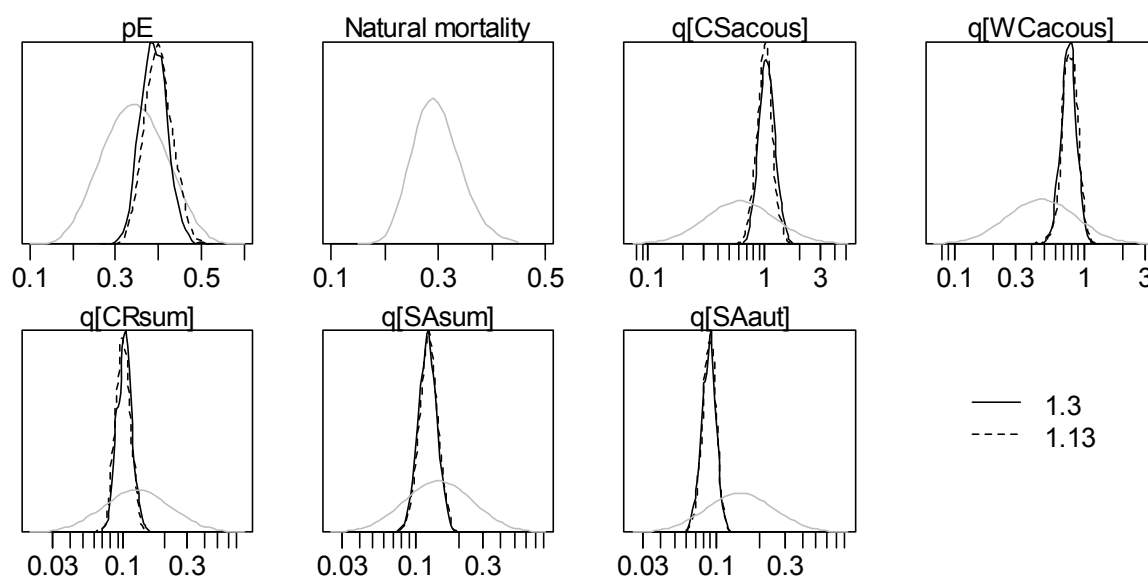 pE Natural mortality q[CSacous] q[WCacous]
0.1 0.3 0.5 0.1 0.3 0.5 0.1 1 3 0.1 0.3 1 3
q[CRsum] q[SAsum] q[SAaut]
1.3
1.13
0.03 0.1 0.3 0.03 0.1 0.3 0.03 0.1 0.3